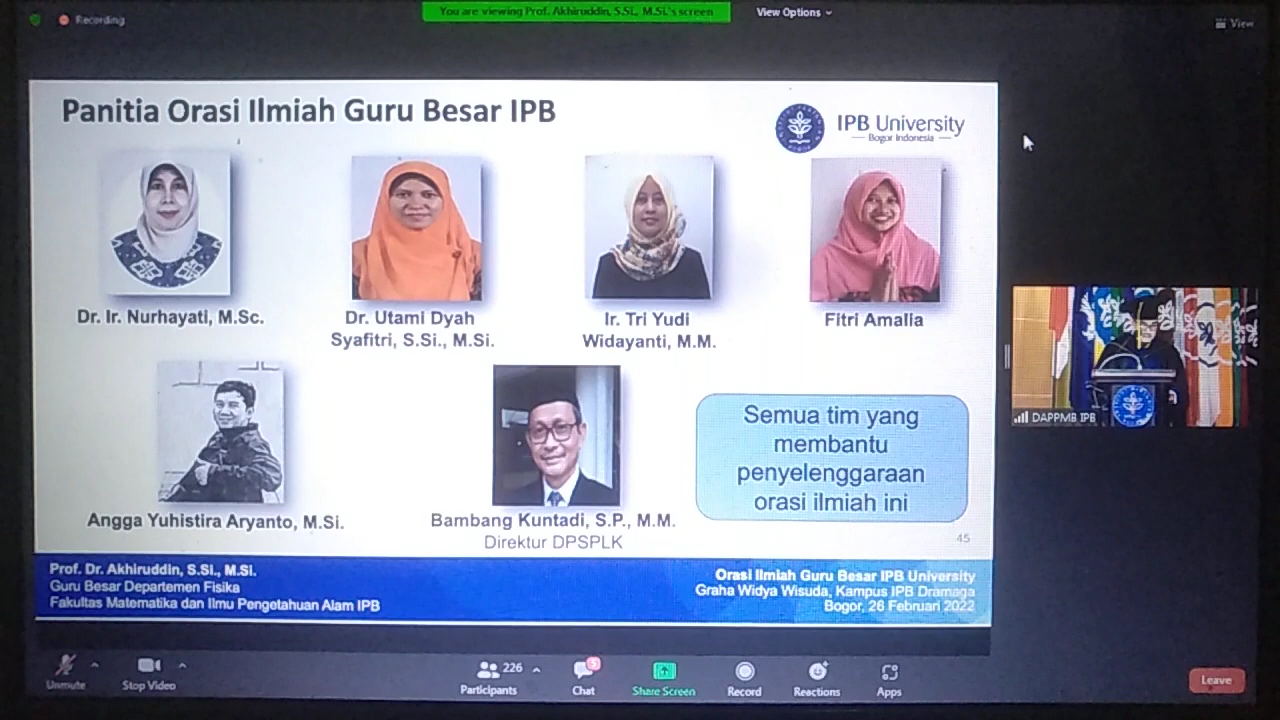 Recording
You are viewing Prof. Akhiruddin, S.Si., M.Si.'s screen
View Options
View
Panitia Orasi Ilmiah Guru Besar IPB
IPB University
Bogor Indonesia
Dr. Ir. Nurhayati, M.Sc.
Dr. Utami Dyah
Syafitri, S.Si., M.Si.
Ir. Tri Yudi
Widayanti, M.M.
Fitri Amalia
Angga Yuhistira Aryanto, M.Si.
Bambang Kuntadi, S.P., M.M.
Direktur DPSPLK
Semua tim yang
membantu
penyelenggaraan
orasi ilmiah ini
45
Prof. Dr. Akhiruddin, S.Si., M.Si.
Guru Besar Departemen Fisika
Fakultas Matematika dan Ilmu Pengetahuan Alam IPB
Orasi Ilmiah Guru Besar IPB University
Graha Widya Wisuda, Kampus IPB Dramaga
Bogor, 26 Februari 2022
DAPPMB IPB
Unmute
Stop Video
226
Participants
5
Chat
Share Screen
Record
Reactions
Apps
Leave